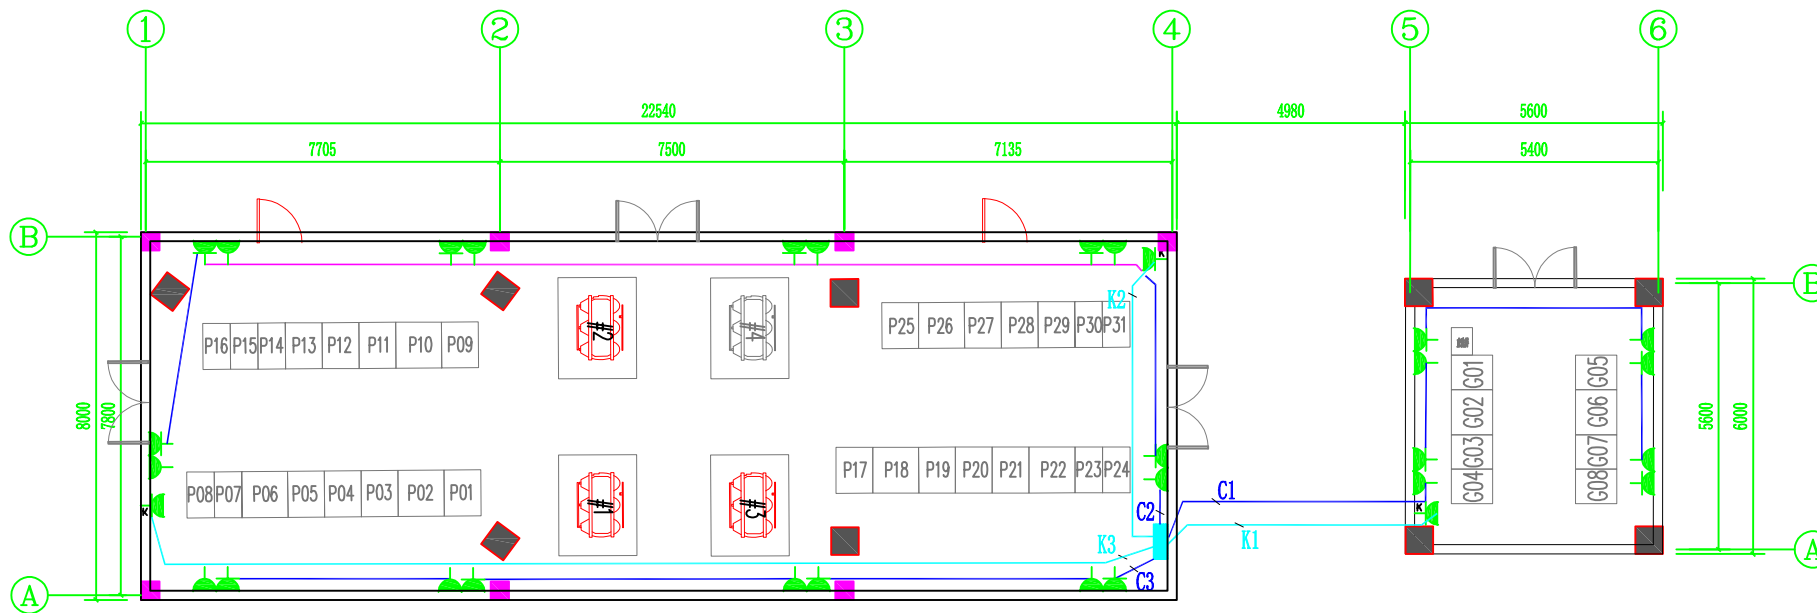 1 2 3 4 5 6
22540 4980 5600
7705 7500 7135 5400
B
K
K2
P25 P26 P27 P28 P29 P30 P31
#2 #4
P16 P15 P14 P13 P12 P11 P10 P09
G01 G05
G02 G06
G03 G07
G04 G08
8000 7800
5600 6000
P17 P18 P19 P20 P21 P22 P23 P24
P08 P07 P06 P05 P04 P03 P02 P01
#1 #3
K
C1
C2
K
K1
K3
C3
A
A